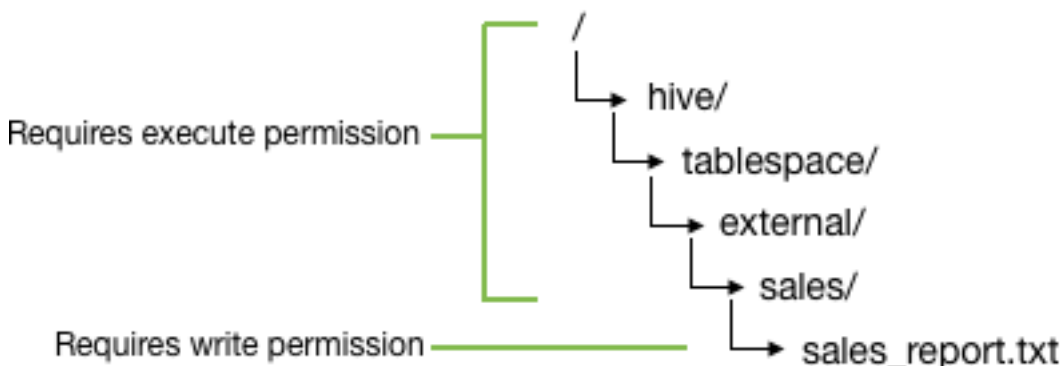 /
hive/
Requires execute permission
tablespace/
external/
sales/
Requires write permission
sales_report.txt